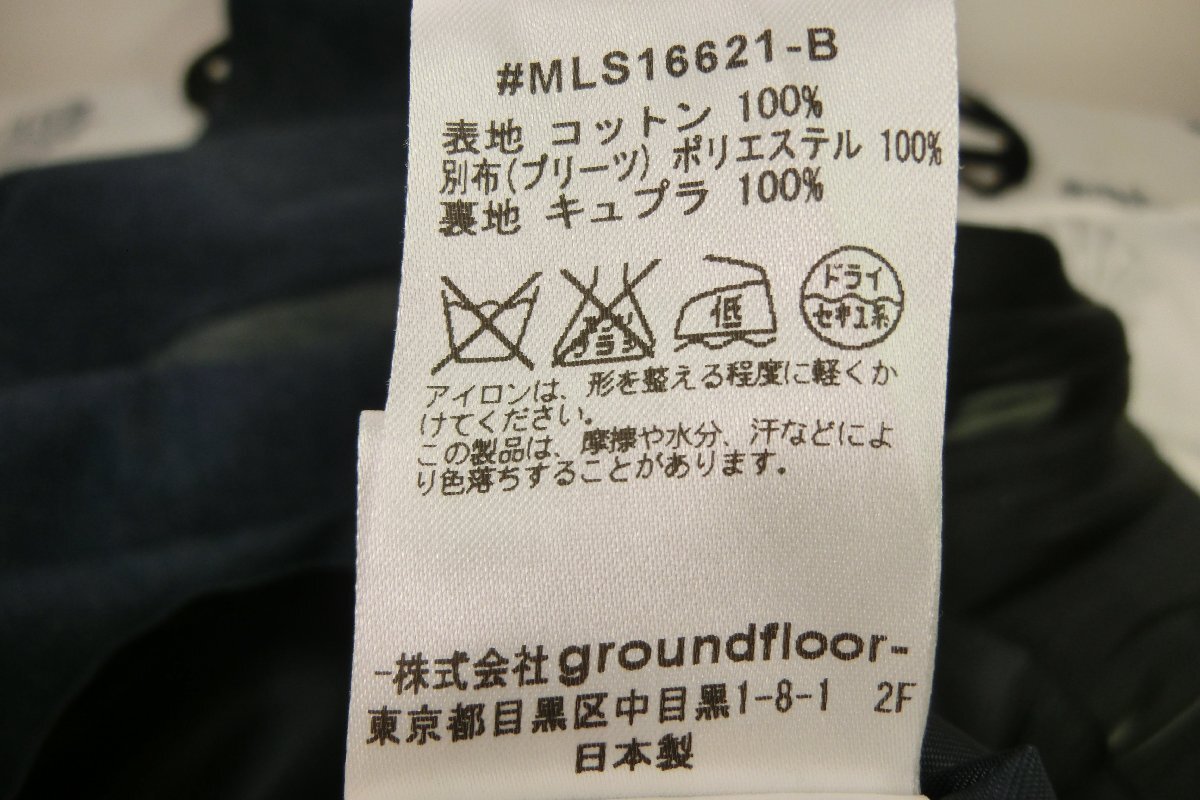 #MLS16621-B
表地 コットン 100%
別布(プリーツ) ポリエステル 100%
裏地 キュプラ 100%
エンソ
プラシ
低
ドライ
セキユ系
アイロンは、形を整える程度に軽くか
けてください。
この製品は、摩擦や水分、汗などによ
り色落ちすることがあります。
-株式会社groundfloor-
東京都目黒区中目黒1-8-1 2F
日本製